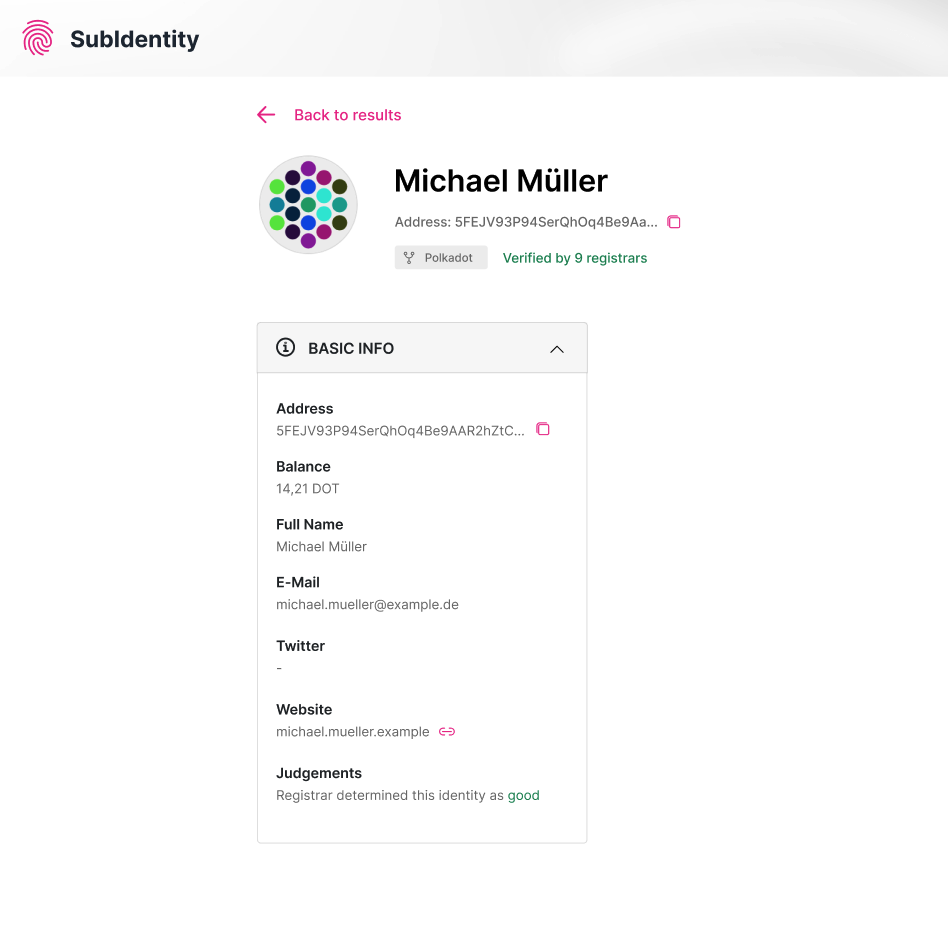 SubIdentity
Back to results
Michael Müller
Address: 5FEJV93P94SerQhOq4Be9Aa...
Polkadot
Verified by 9 registrars
BASIC INFO
Address
5FEJV93P94SerQhOq4Be9AAR2hZtC...
Balance
14,21 DOT
Full Name
Michael Müller
E-Mail
michael.mueller@example.de
Twitter
-
Website
michael.mueller.example
Judgements
Registrar determined this identity as good